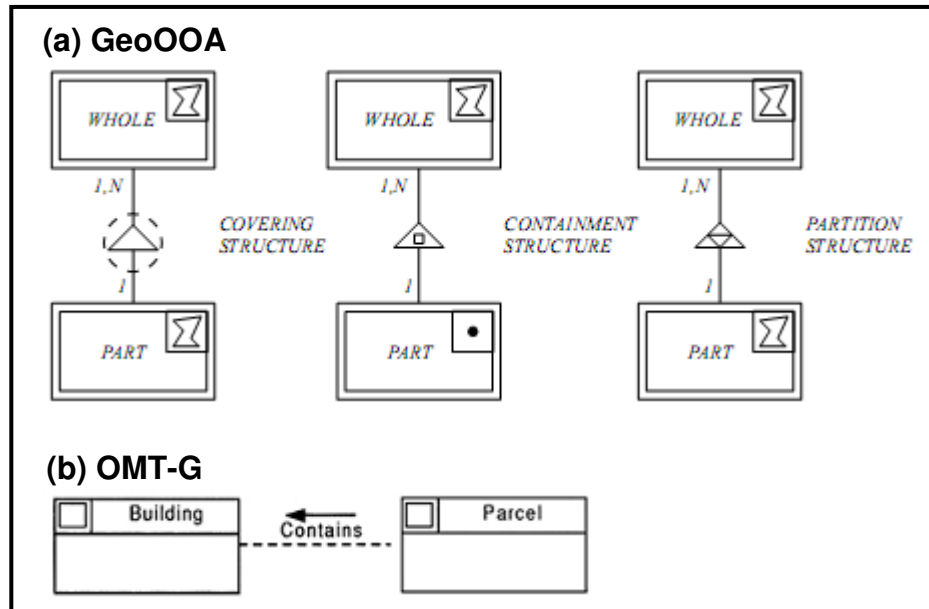 (a) GeoOOA
WHOLE WHOLE WHOLE
1,N 1,N 1,N
COVERING CONTAINMENT PARTITION
STRUCTURE STRUCTURE STRUCTURE
1 1 1
PART PART PART
(b) OMT-G
Building Parcel
Contains